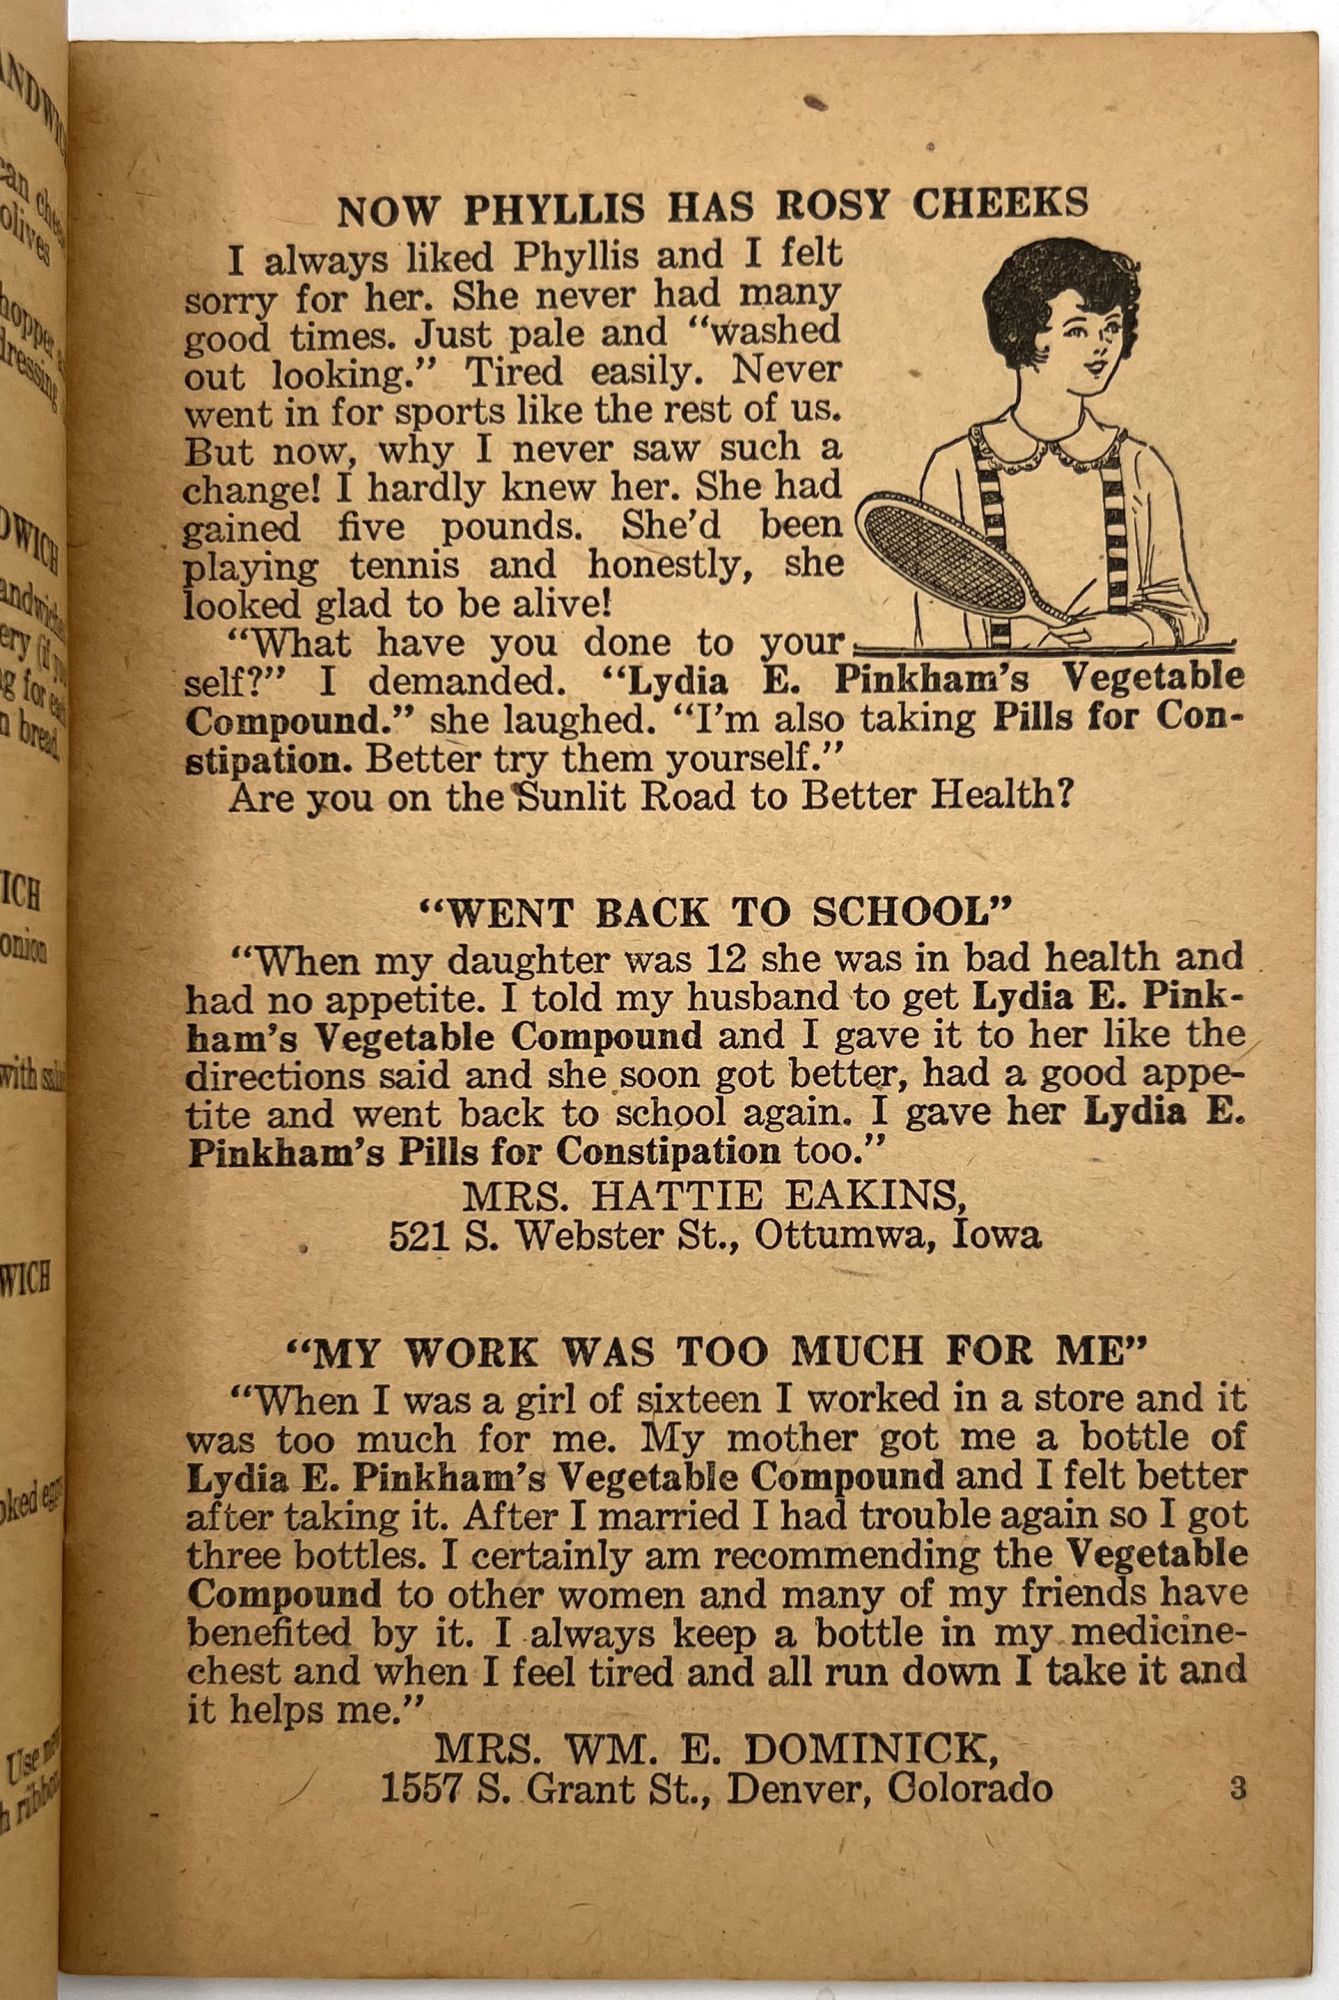 NOW PHYLLIS HAS ROSY CHEEKS
I always liked Phyllis and I felt
sorry for her. She never had many
good times. Just pale and “washed
out looking.” Tired easily. Never
went in for sports like the rest of us.
But now, why I never saw such a
change! I hardly knew her. She had
gained five pounds. She’d been
playing tennis and honestly, she
looked glad to be alive!
“What have you done to your
self?” I demanded. “Lydia E. Pinkham’s Vegetable
Compound.” she laughed. “I’m also taking Pills for Con-
stipation. Better try them yourself.”
Are you on the Sunlit Road to Better Health?
“WENT BACK TO SCHOOL”
“When my daughter was 12 she was in bad health and
had no appetite. I told my husband to get Lydia E. Pink-
ham’s Vegetable Compound and I gave it to her like the
directions said and she soon got better, had a good appe-
tite and went back to school again. I gave her Lydia E.
Pinkham’s Pills for Constipation too.”
MRS. HATTIE EAKINS,
521 S. Webster St., Ottumwa, Iowa
“MY WORK WAS TOO MUCH FOR ME”
“When I was a girl of sixteen I worked in a store and it
was too much for me. My mother got me a bottle of
Lydia E. Pinkham’s Vegetable Compound and I felt better
after taking it. After I married I had trouble again so I got
three bottles. I certainly am recommending the Vegetable
Compound to other women and many of my friends have
benefited by it. I always keep a bottle in my medicine-
chest and when I feel tired and all run down I take it and
it helps me.”
MRS. WM. E. DOMINICK,
1557 S. Grant St., Denver, Colorado
3
olives
dressing
onion
with
Use